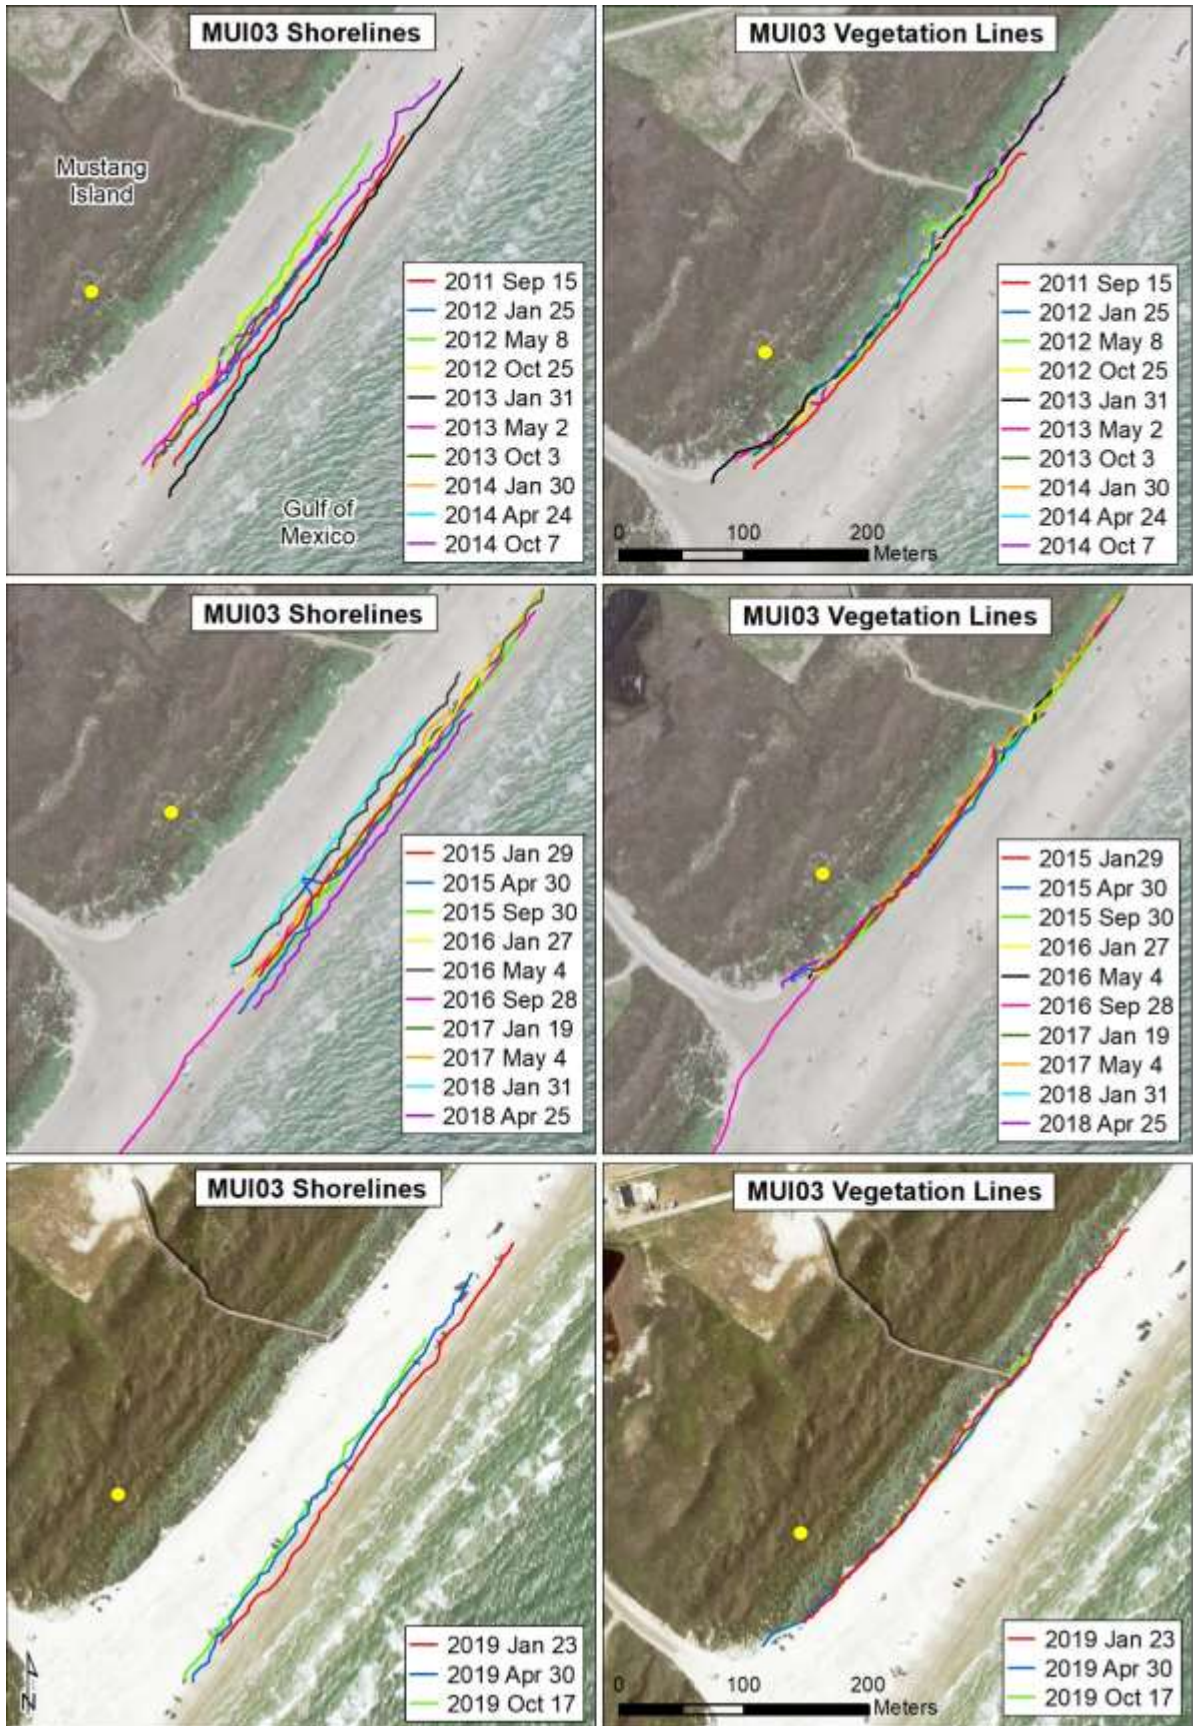 MUI03 Shorelines
Mustang
Island
2011 Sep 15
2012 Jan 25
2012 May 8
2012 Oct 25
2013 Jan 31
2013 May 2
2013 Oct 3
2014 Jan 30
2014 Apr 24
2014 Oct 7
Gulf of
Mexico
MUI03 Vegetation Lines
2011 Sep 15
2012 Jan 25
2012 May 8
2012 Oct 25
2013 Jan 31
2013 May 2
2013 Oct 3
2014 Jan 30
2014 Apr 24
2014 Oct 7
0 100 200
Meters
MUI03 Shorelines
2015 Jan 29
2015 Apr 30
2015 Sep 30
2016 Jan 27
2016 May 4
2016 Sep 28
2017 Jan 19
2017 May 4
2018 Jan 31
2018 Apr 25
MUI03 Vegetation Lines
2015 Jan29
2015 Apr 30
2015 Sep 30
2016 Jan 27
2016 May 4
2016 Sep 28
2017 Jan 19
2017 May 4
2018 Jan 31
2018 Apr 25
MUI03 Shorelines
2019 Jan 23
2019 Apr 30
2019 Oct 17
N
MUI03 Vegetation Lines
2019 Jan 23
2019 Apr 30
2019 Oct 17
0 100 200
Meters